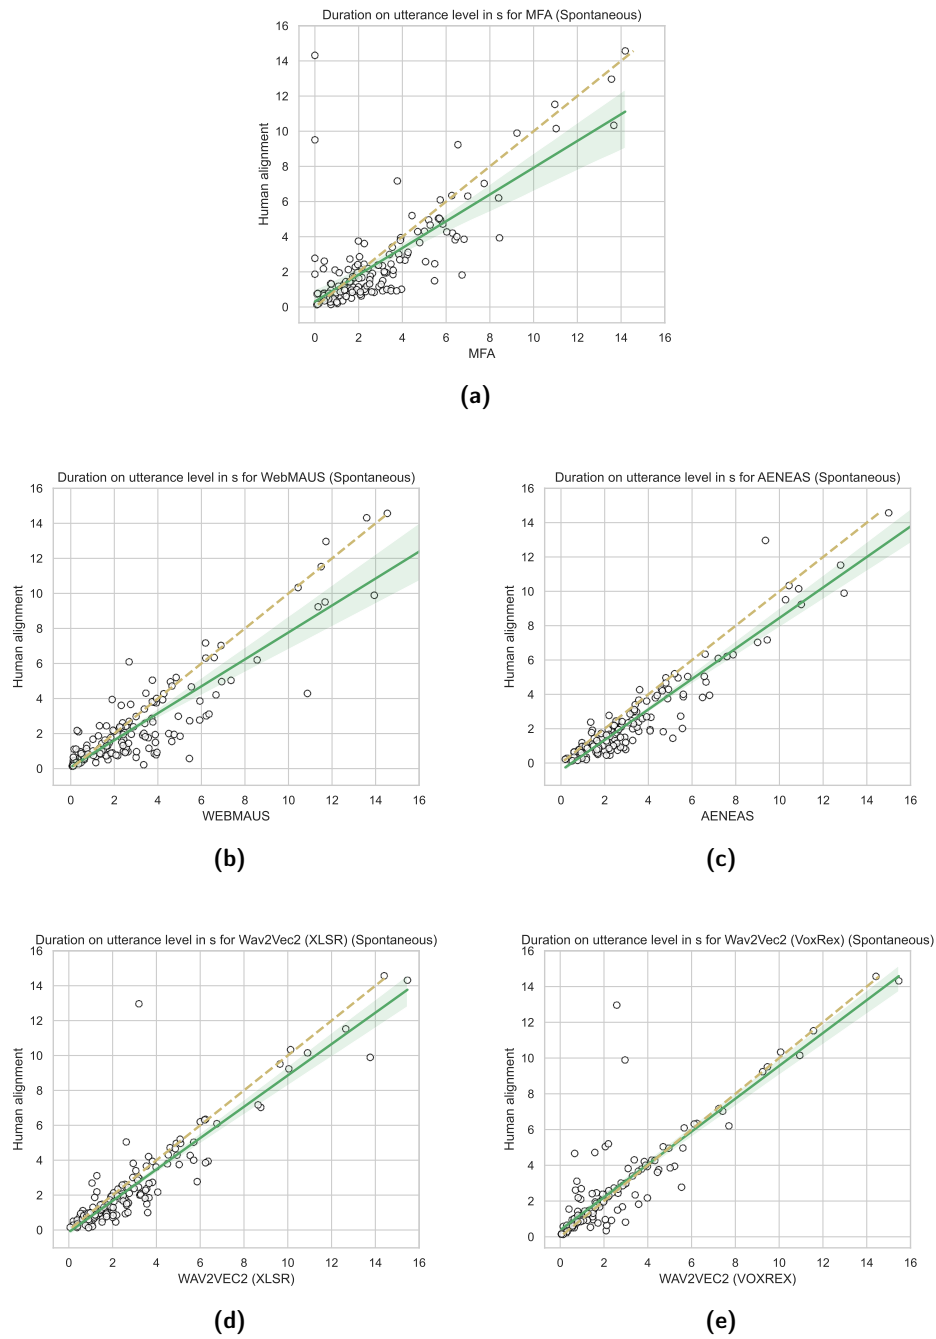 Duration on utterance level in s for MFA (Spontaneous)
16
14
12
10
8
6
4
2
0
Human alignment
0 2 4 6 8 10 12 14 16
MFA
(a)
Duration on utterance level in s for WebMAUS (Spontaneous)
16
14
12
10
8
6
4
2
0
Human alignment
0 2 4 6 8 10 12 14 16
WEBMAUS
(b)
Duration on utterance level in s for AENEAS (Spontaneous)
16
14
12
10
8
6
4
2
0
Human alignment
0 2 4 6 8 10 12 14 16
AENEAS
(c)
Duration on utterance level in s for Wav2Vec2 (XLSR) (Spontaneous)
16
14
12
10
8
6
4
2
0
Human alignment
0 2 4 6 8 10 12 14 16
WAV2VEC2 (XLSR)
(d)
Duration on utterance level in s for Wav2Vec2 (VoxRex) (Spontaneous)
16
14
12
10
8
6
4
2
0
Human alignment
0 2 4 6 8 10 12 14 16
WAV2VEC2 (VOXREX)
(e)